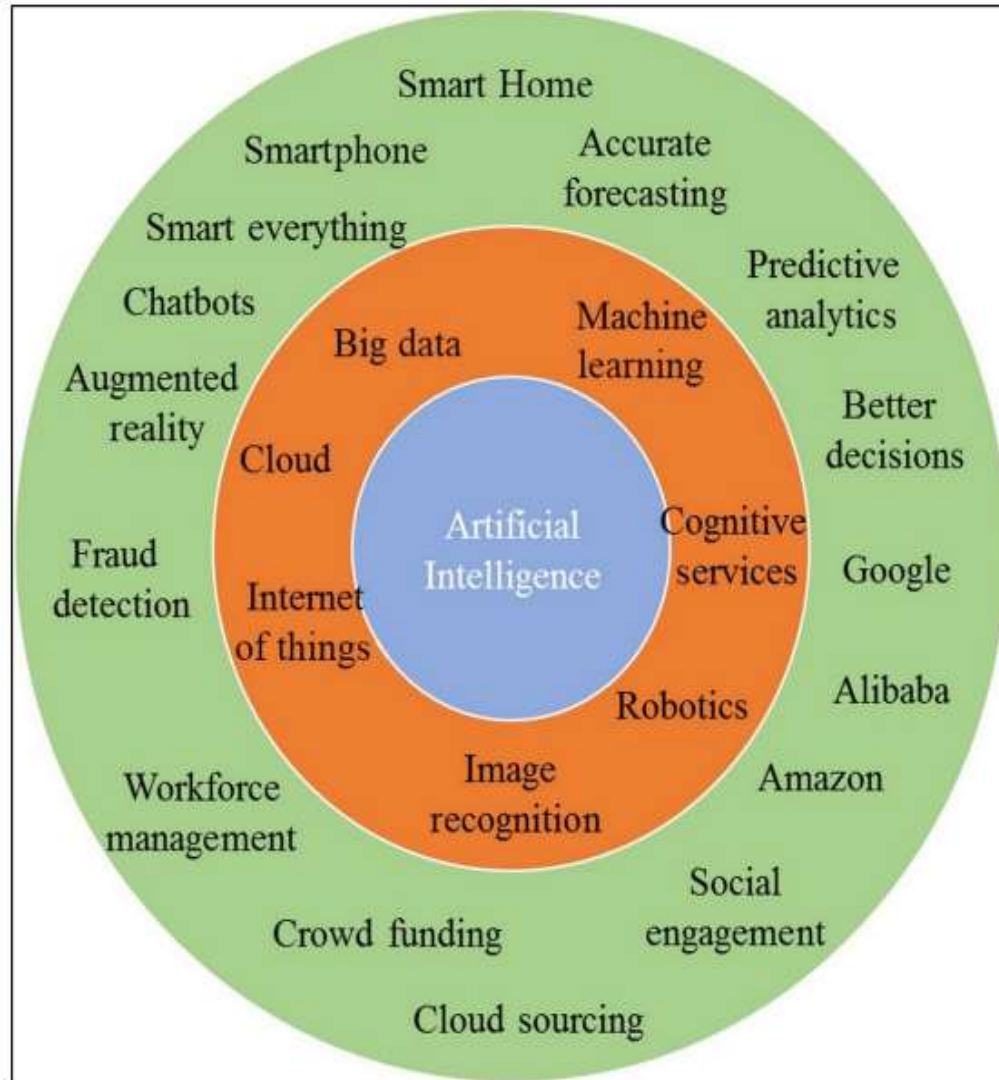 Smart Home
Smartphone
Accurate
forecasting
Smart everything
Predictive
analytics
Chatbots
Machine
learning
Big data
Augmented
reality
Better
decisions
Cloud
Artificial
Intelligence
Cognitive
services
Fraud
detection
Google
Internet
of things
Alibaba
Robotics
Image
recognition
Amazon
Workforce
management
Social
engagement
Crowd funding
Cloud sourcing